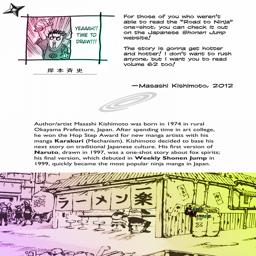 YEAAAH!!
TIME TO
DRAW!!!
岸本斉史
For those of you who weren't
able to read the "Road to Ninja"
one-shot, you can check it out
on the Japanese Shonen Jump
website!
The story is gonna get hotter
and hotter! I don't want to rush
anyone, but I want you to read
volume 62 too!
—Masashi Kishimoto, 2012
Author/artist Masashi Kishimoto was born in 1974 in rural
Okayama Prefecture, Japan. After spending time in art college,
he won the Hop Step Award for new manga artists with his
manga Karakuri (Mechanism). Kishimoto decided to base his
next story on traditional Japanese culture. His first version of
Naruto, drawn in 1997, was a one-shot story about fox spirits;
his final version, which debuted in Weekly Shonen Jump in
1999, quickly became the most popular ninja manga in Japan.
ラーメン楽